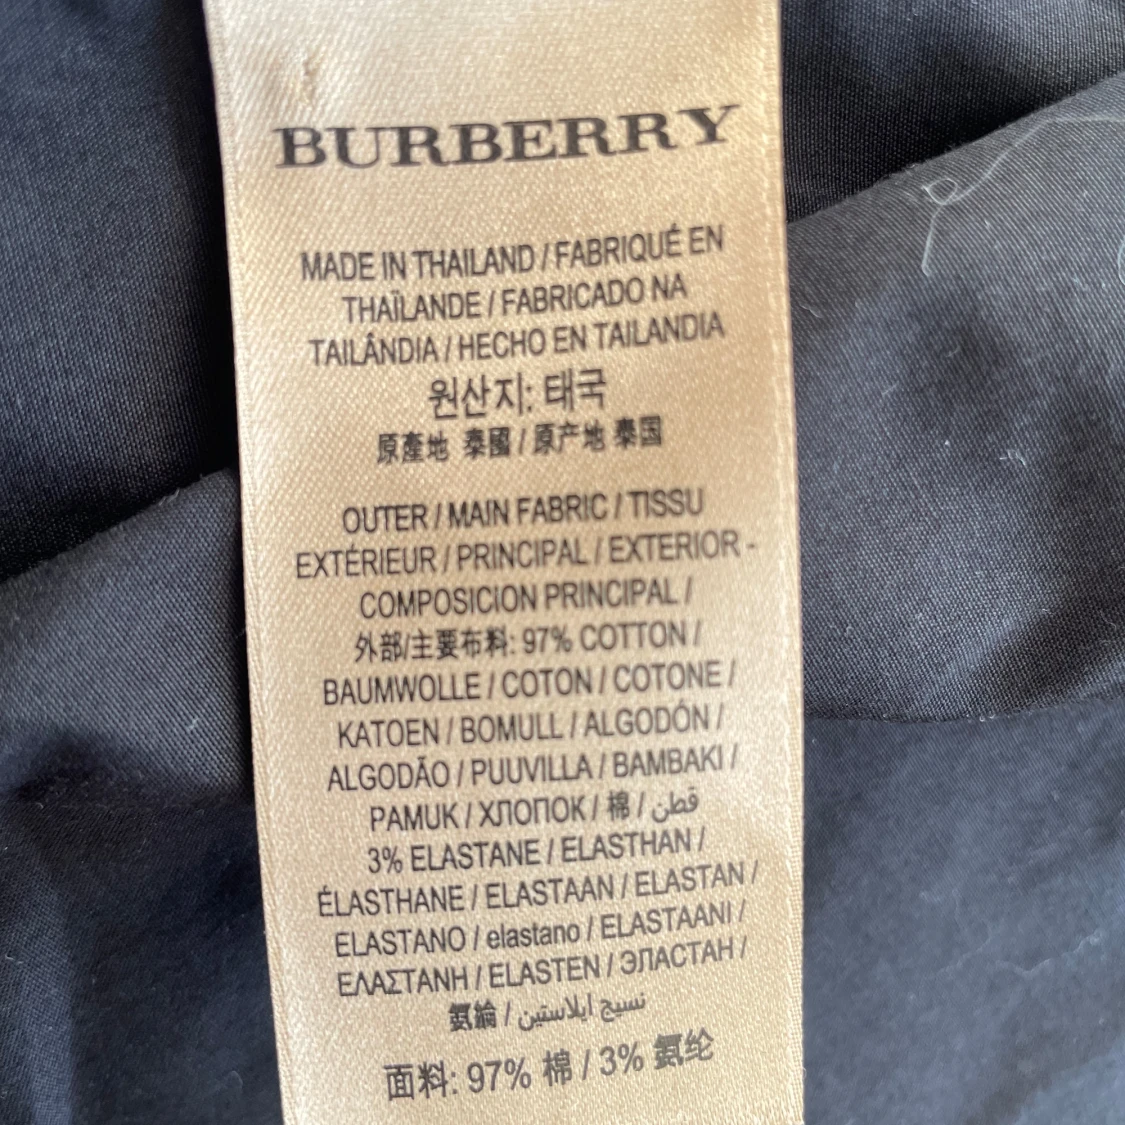 BURBERRY
MADE IN THAILAND / FABRIQUÉ EN
THAÏLANDE / FABRICADO NA
TAILÂNDIA / HECHO EN TAILANDIA
원산지: 태국
原產地 泰國 / 原产地 泰国
OUTER / MAIN FABRIC / TISSU
EXTÉRIEUR / PRINCIPAL / EXTERIOR -
COMPOSICION PRINCIPAL /
外部/主要布料: 97% COTTON /
BAUMWOLLE / COTON / COTONE /
KATOEN / BOMULL / ALGODÓN /
ALGODÃO / PUUVILLA / BAMBAKI /
PAMUK / ХЛОПОК / 棉 / قطن
3% ELASTANE / ELASTHAN /
ÉLASTHANE / ELASTAAN / ELASTAN /
ELASTANO / elastano / ELASTAANI /
ΕΛΑΣΤΑΝΗ / ELASTEN / ЭЛАСТАН /
氨綸 / نسيج ايلاستين
面料: 97% 棉 / 3% 氨纶